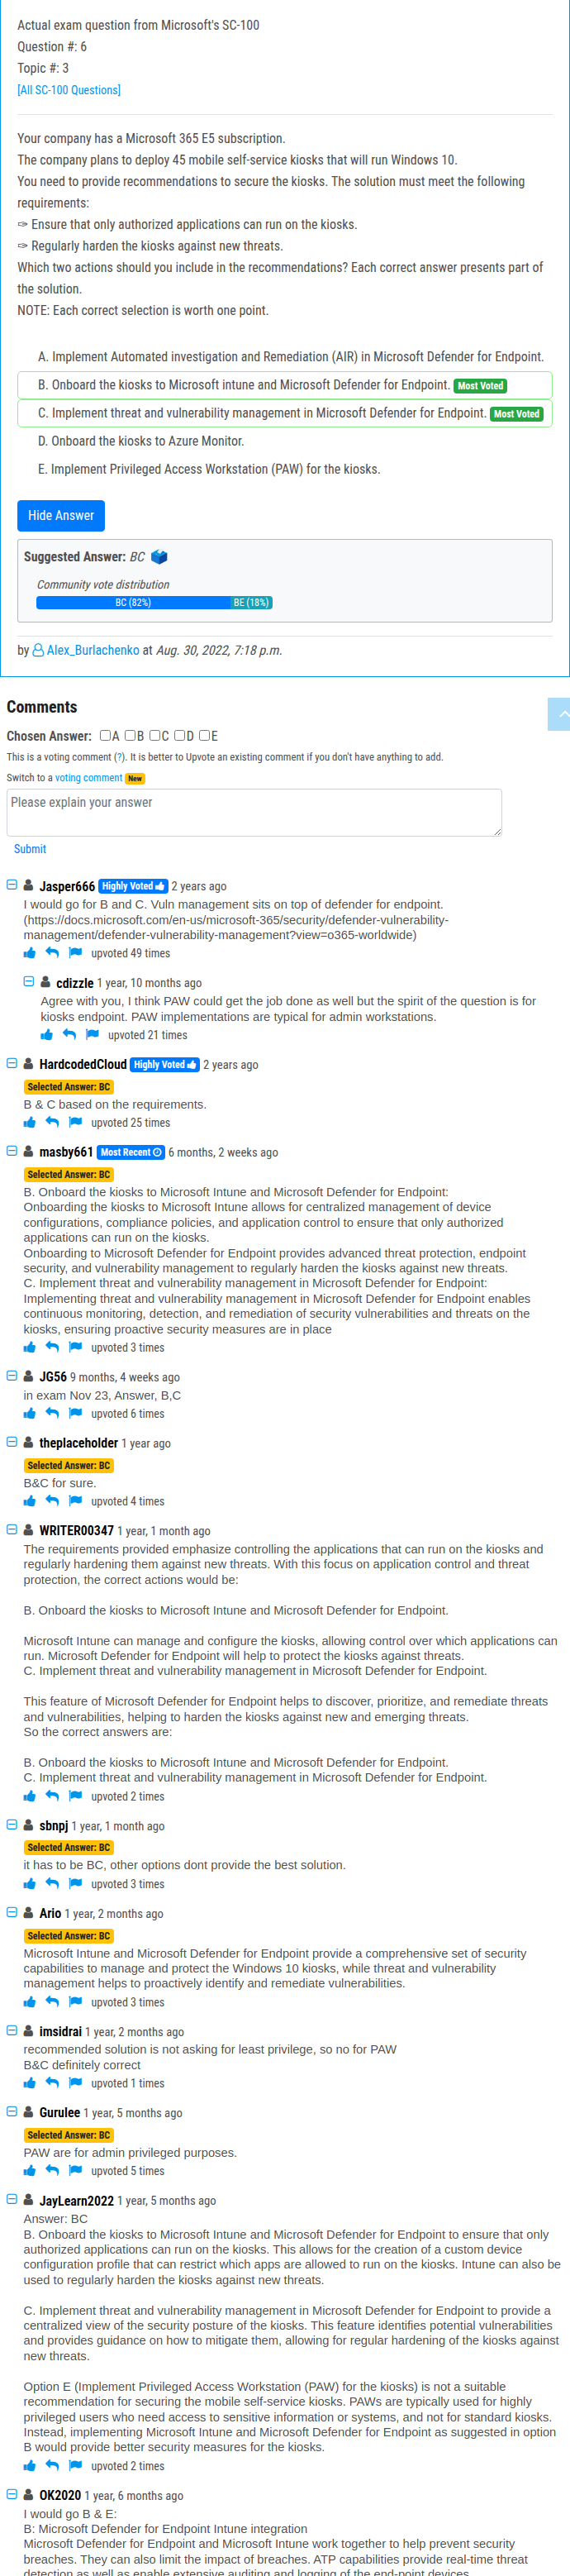 Actual exam question from Microsoft's SC-100
Question #: 6
Topic #: 3
[All SC-100 Questions]
Your company has a Microsoft 365 E5 subscription.
The company plans to deploy 45 mobile self-service kiosks that will run Windows 10.
You need to provide recommendations to secure the kiosks. The solution must meet the following
requirements:
✑ Ensure that only authorized applications can run on the kiosks.
✑ Regularly harden the kiosks against new threats.
Which two actions should you include in the recommendations? Each correct answer presents part of
the solution.
NOTE: Each correct selection is worth one point.
A. Implement Automated investigation and Remediation (AIR) in Microsoft Defender for Endpoint.
B. Onboard the kiosks to Microsoft intune and Microsoft Defender for Endpoint. Most Voted
C. Implement threat and vulnerability management in Microsoft Defender for Endpoint. Most Voted
D. Onboard the kiosks to Azure Monitor.
E. Implement Privileged Access Workstation (PAW) for the kiosks.
Hide Answer
Suggested Answer: BC
Community vote distribution
BC (82%) BE (18%)
by Alex_Burlachenko at Aug. 30, 2022, 7:18 p.m.
Comments
Chosen Answer: A B C D E
This is a voting comment (?). It is better to Upvote an existing comment if you don't have anything to add.
Switch to a voting comment New
Please explain your answer
Submit
Jasper666 Highly Voted 2 years ago
I would go for B and C. Vuln management sits on top of defender for endpoint.
(https://docs.microsoft.com/en-us/microsoft-365/security/defender-vulnerability-
management/defender-vulnerability-management?view=o365-worldwide)
upvoted 49 times
cdizzle 1 year, 10 months ago
Agree with you, I think PAW could get the job done as well but the spirit of the question is for
kiosks endpoint. PAW implementations are typical for admin workstations.
upvoted 21 times
HardcodedCloud Highly Voted 2 years ago
Selected Answer: BC
B & C based on the requirements.
upvoted 25 times
masby661 Most Recent 6 months, 2 weeks ago
Selected Answer: BC
B. Onboard the kiosks to Microsoft Intune and Microsoft Defender for Endpoint:
Onboarding the kiosks to Microsoft Intune allows for centralized management of device
configurations, compliance policies, and application control to ensure that only authorized
applications can run on the kiosks.
Onboarding to Microsoft Defender for Endpoint provides advanced threat protection, endpoint
security, and vulnerability management to regularly harden the kiosks against new threats.
C. Implement threat and vulnerability management in Microsoft Defender for Endpoint:
Implementing threat and vulnerability management in Microsoft Defender for Endpoint enables
continuous monitoring, detection, and remediation of security vulnerabilities and threats on the
kiosks, ensuring proactive security measures are in place
upvoted 3 times
JG56 9 months, 4 weeks ago
in exam Nov 23, Answer, B,C
upvoted 6 times
theplaceholder 1 year ago
Selected Answer: BC
B&C for sure.
upvoted 4 times
WRITER00347 1 year, 1 month ago
The requirements provided emphasize controlling the applications that can run on the kiosks and
regularly hardening them against new threats. With this focus on application control and threat
protection, the correct actions would be:
B. Onboard the kiosks to Microsoft Intune and Microsoft Defender for Endpoint.
Microsoft Intune can manage and configure the kiosks, allowing control over which applications can
run. Microsoft Defender for Endpoint will help to protect the kiosks against threats.
C. Implement threat and vulnerability management in Microsoft Defender for Endpoint.
This feature of Microsoft Defender for Endpoint helps to discover, prioritize, and remediate threats
and vulnerabilities, helping to harden the kiosks against new and emerging threats.
So the correct answers are:
B. Onboard the kiosks to Microsoft Intune and Microsoft Defender for Endpoint.
C. Implement threat and vulnerability management in Microsoft Defender for Endpoint.
upvoted 2 times
sbnpj 1 year, 1 month ago
Selected Answer: BC
it has to be BC, other options dont provide the best solution.
upvoted 3 times
Ario 1 year, 2 months ago
Selected Answer: BC
Microsoft Intune and Microsoft Defender for Endpoint provide a comprehensive set of security
capabilities to manage and protect the Windows 10 kiosks, while threat and vulnerability
management helps to proactively identify and remediate vulnerabilities.
upvoted 3 times
imsidrai 1 year, 2 months ago
recommended solution is not asking for least privilege, so no for PAW
B&C definitely correct
upvoted 1 times
Gurulee 1 year, 5 months ago
Selected Answer: BC
PAW are for admin privileged purposes.
upvoted 5 times
JayLearn2022 1 year, 5 months ago
Answer: BC
B. Onboard the kiosks to Microsoft Intune and Microsoft Defender for Endpoint to ensure that only
authorized applications can run on the kiosks. This allows for the creation of a custom device
configuration profile that can restrict which apps are allowed to run on the kiosks. Intune can also be
used to regularly harden the kiosks against new threats.
C. Implement threat and vulnerability management in Microsoft Defender for Endpoint to provide a
centralized view of the security posture of the kiosks. This feature identifies potential vulnerabilities
and provides guidance on how to mitigate them, allowing for regular hardening of the kiosks against
new threats.
Option E (Implement Privileged Access Workstation (PAW) for the kiosks) is not a suitable
recommendation for securing the mobile self-service kiosks. PAWs are typically used for highly
privileged users who need access to sensitive information or systems, and not for standard kiosks.
Instead, implementing Microsoft Intune and Microsoft Defender for Endpoint as suggested in option
B would provide better security measures for the kiosks.
upvoted 2 times
OK2020 1 year, 6 months ago
I would go B & E:
B: Microsoft Defender for Endpoint Intune integration
Microsoft Defender for Endpoint and Microsoft Intune work together to help prevent security
breaches. They can also limit the impact of breaches. ATP capabilities provide real-time threat
detection as well as enable extensive auditing and logging of the end-point devices.